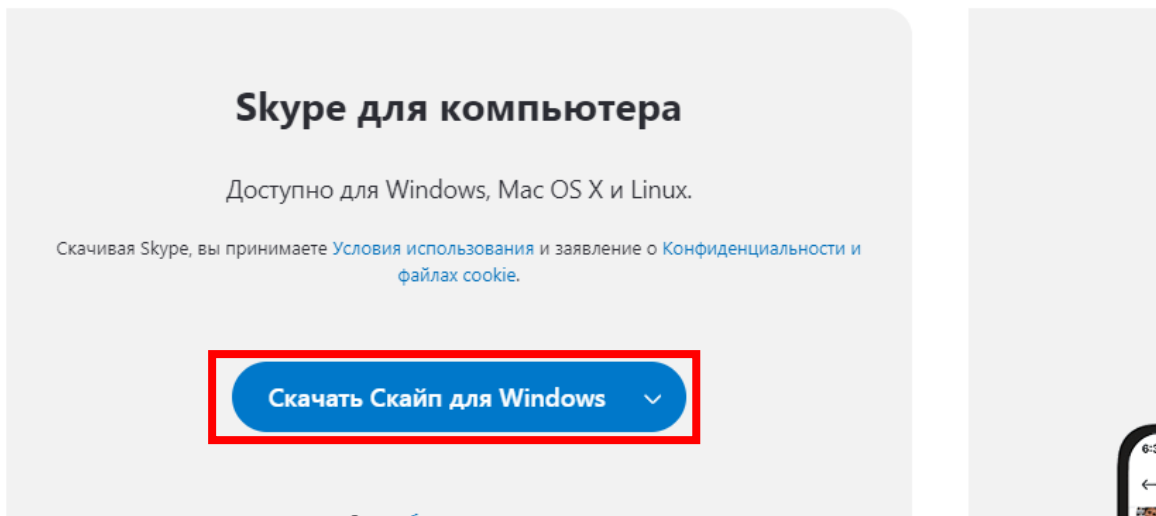 Skype для компьютера
Доступно для Windows, Mac OS X и Linux.
Скачивая Skype, вы принимаете Условия использования и заявление о Конфиденциальности и
файлах cookie.
Скачать Скайп для Windows